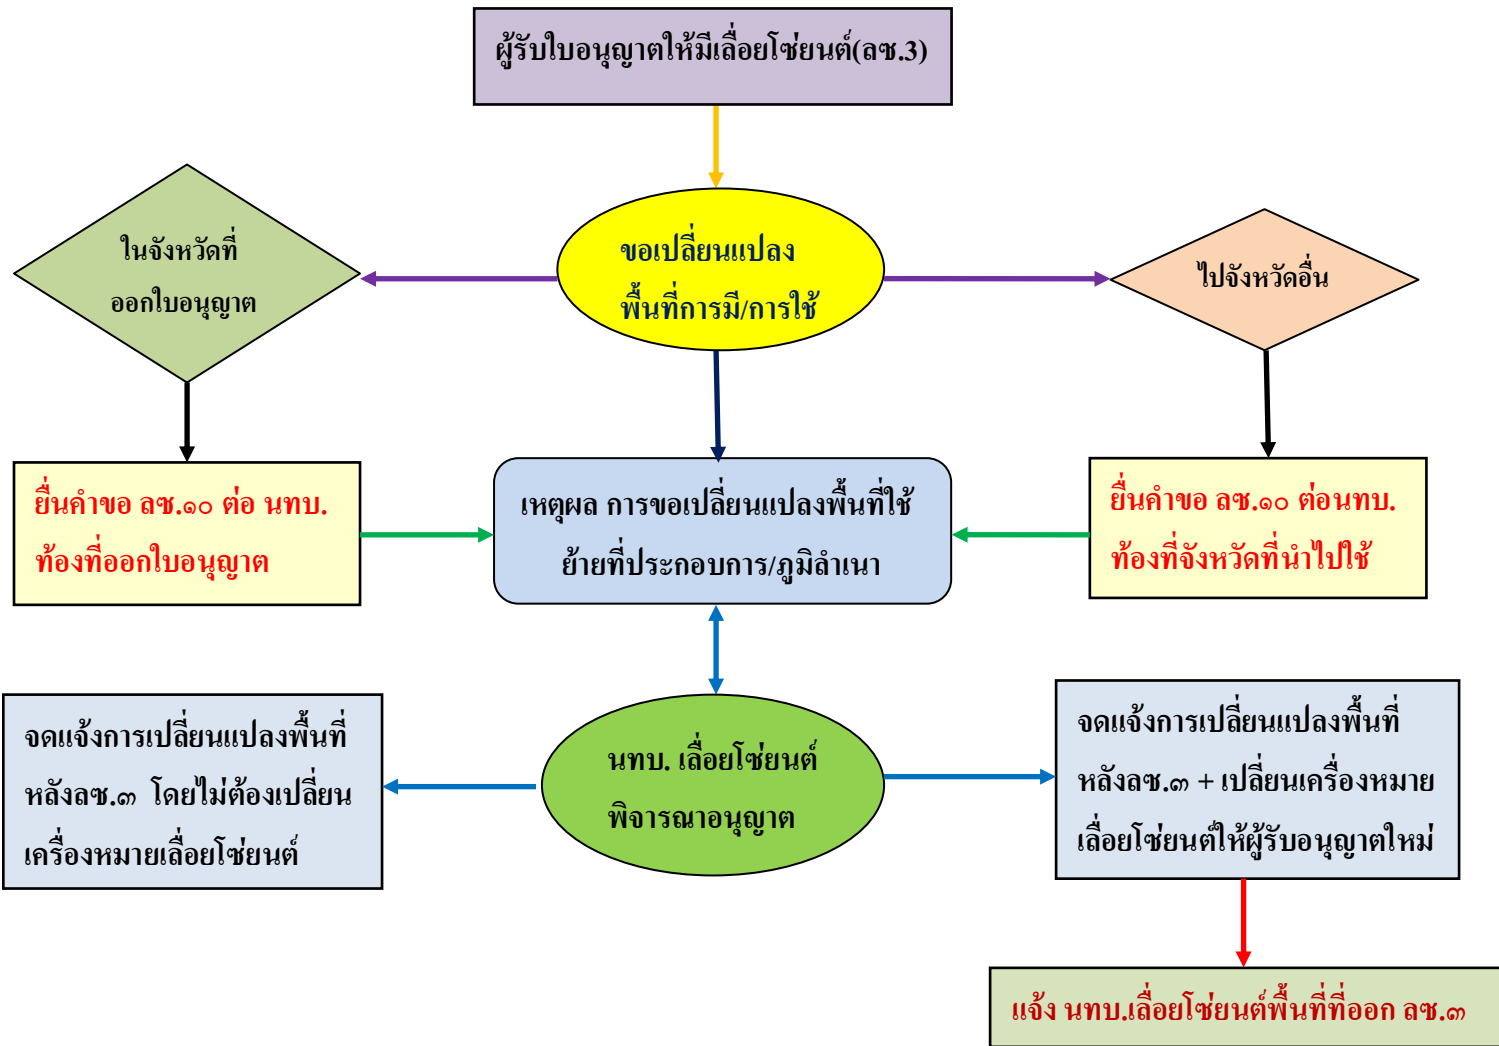 ผู้รับใบอนุญาตให้มีเลื่อยโซ่ยนต์(ลซ.3)
ในจังหวัดที่
ออกใบอนุญาต
ขอเปลี่ยนแปลง
พื้นที่การมี/การใช้
ไปจังหวัดอื่น
ยื่นคำขอ ลซ.๑๐ ต่อ นทบ.
ท้องที่ออกใบอนุญาต
เหตุผล การขอเปลี่ยนแปลงพื้นที่ใช้
ย้ายที่ประกอบการ/ภูมิลำเนา
ยื่นคำขอ ลซ.๑๐ ต่อนทบ.
ท้องที่จังหวัดที่นำไปใช้
จดแจ้งการเปลี่ยนแปลงพื้นที่
หลังลซ.๓ โดยไม่ต้องเปลี่ยน
เครื่องหมายเลื่อยโซ่ยนต์
นทบ. เลื่อยโซ่ยนต์
พิจารณาอนุญาต
จดแจ้งการเปลี่ยนแปลงพื้นที่
หลังลซ.๓ + เปลี่ยนเครื่องหมาย
เลื่อยโซ่ยนต์ให้ผู้รับอนุญาตใหม่
แจ้ง นทบ.เลื่อยโซ่ยนต์พื้นที่ที่ออก ลซ.๓